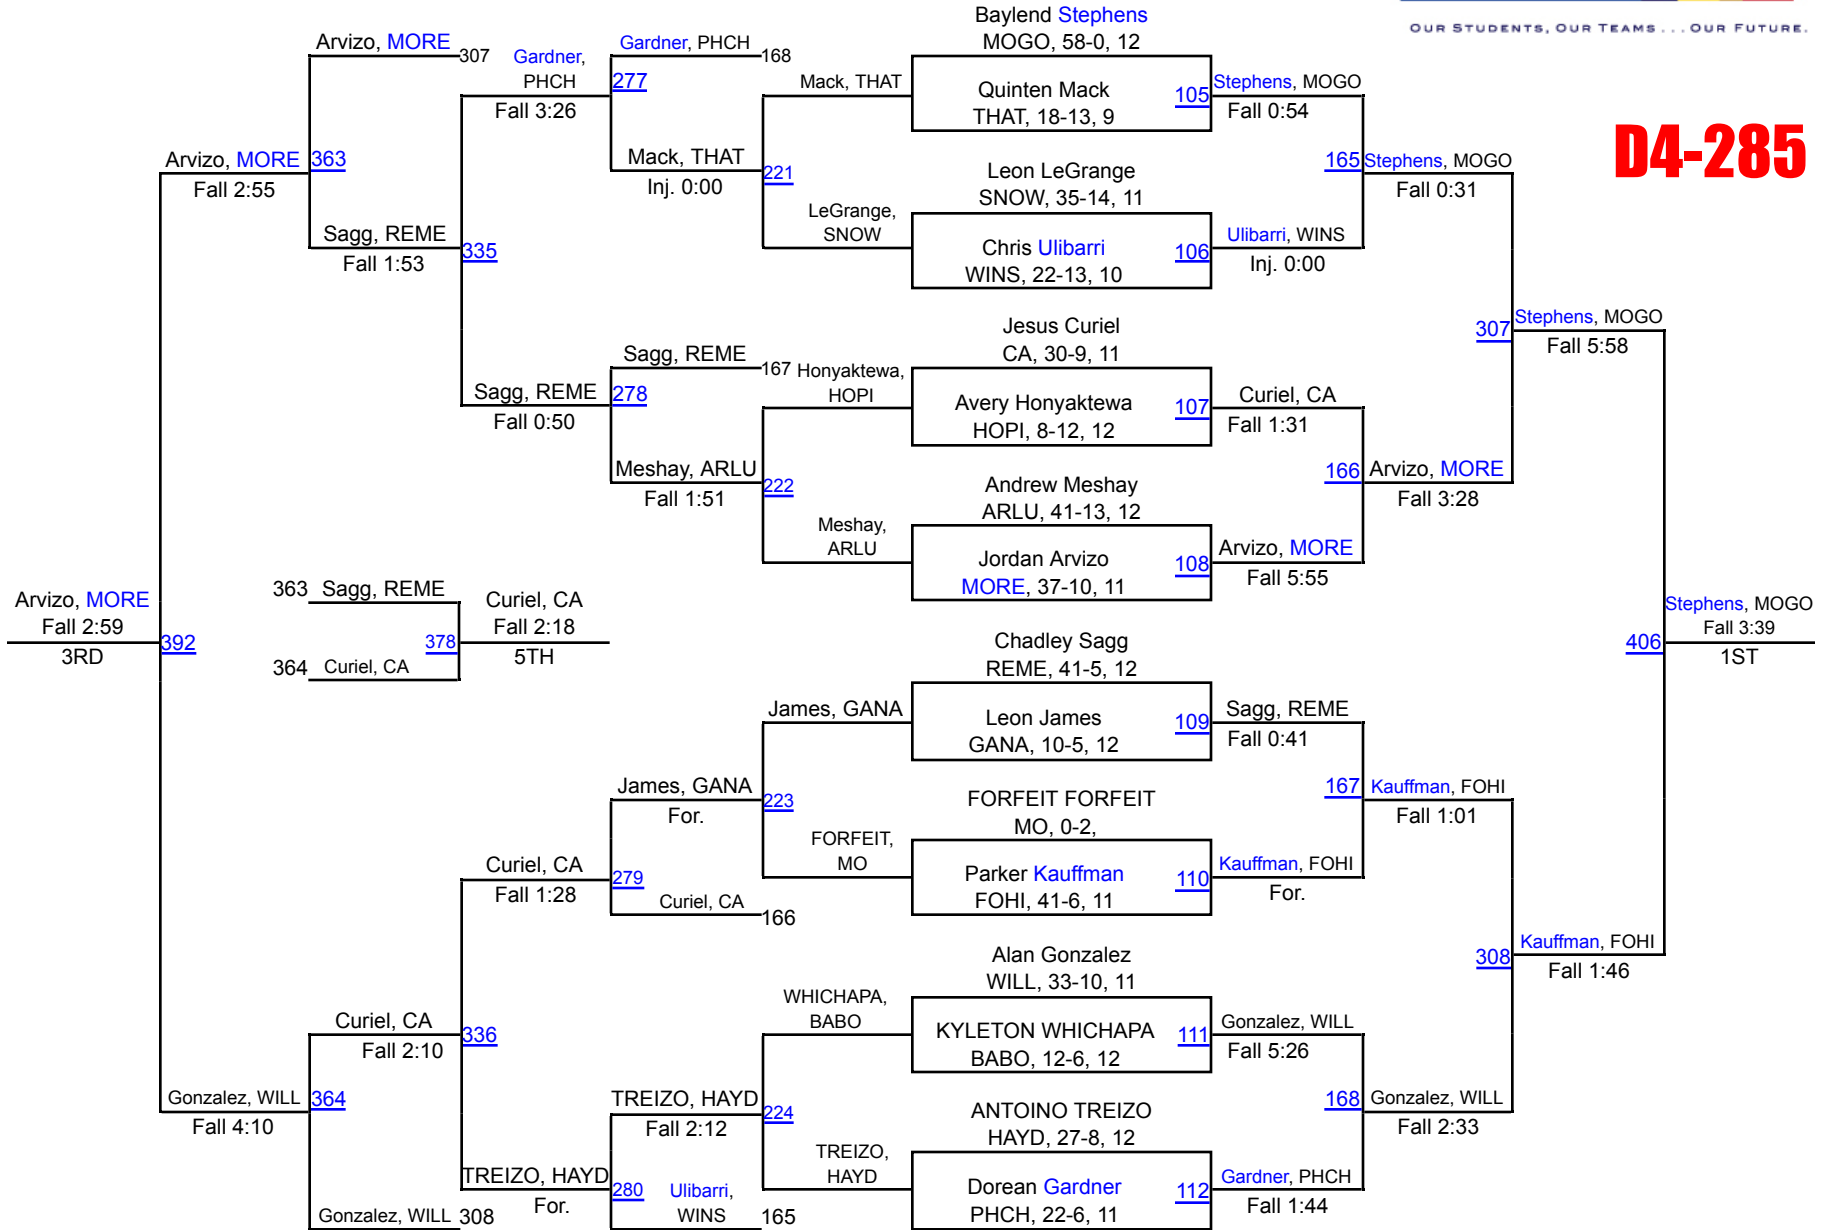 OUR STUDENTS, OUR TEAMS . . . OUR FUTURE.
D4-285
Baylend Stephens
MOGO, 58-0, 12
Quinten Mack
THAT, 18-13, 9
105
Leon LeGrange
SNOW, 35-14, 11
Chris Ulibarri
WINS, 22-13, 10
106
Jesus Curiel
CA, 30-9, 11
Avery Honyaktewa
HOPI, 8-12, 12
107
Andrew Meshay
ARLU, 41-13, 12
Jordan Arvizo
MORE, 37-10, 11
108
Chadley Sagg
REME, 41-5, 12
Leon James
GANA, 10-5, 12
109
FORFEIT FORFEIT
MO, 0-2,
Parker Kauffman
FOHI, 41-6, 11
110
Alan Gonzalez
WILL, 33-10, 11
KYLETON WHICHAPA
BABO, 12-6, 12
111
ANTOINO TREIZO
HAYD, 27-8, 12
Dorean Gardner
PHCH, 22-6, 11
112
Stephens, MOGO
Fall 0:54
165
Ulibarri, WINS
Inj. 0:00
Curiel, CA
Fall 1:31
166
Arvizo, MORE
Fall 5:55
Sagg, REME
Fall 0:41
167
Kauffman, FOHI
For.
Gonzalez, WILL
Fall 5:26
168
Gardner, PHCH
Fall 1:44
Stephens, MOGO
Fall 0:31
307
Arvizo, MORE
Fall 3:28
Kauffman, FOHI
Fall 1:01
308
Gonzalez, WILL
Fall 2:33
Stephens, MOGO
Fall 5:58
406
Kauffman, FOHI
Fall 1:46
Stephens, MOGO
Fall 3:39
1ST
Mack, THAT
221
LeGrange,
SNOW
Honyaktewa,
HOPI
222
Meshay,
ARLU
James, GANA
223
FORFEIT,
MO
WHICHAPA,
BABO
224
TREIZO,
HAYD
Gardner, PHCH
168
277
Mack, THAT
Inj. 0:00
Sagg, REME
167
278
Meshay, ARLU
Fall 1:51
James, GANA
For.
279
Curiel, CA
166
TREIZO, HAYD
Fall 2:12
280
Ulibarri,
WINS
165
Gardner,
PHCH
Fall 3:26
335
Sagg, REME
Fall 0:50
Curiel, CA
Fall 1:28
336
TREIZO, HAYD
For.
Arvizo, MORE
307
363
Sagg, REME
Fall 1:53
Curiel, CA
Fall 2:10
364
Gonzalez, WILL
308
Arvizo, MORE
Fall 2:55
392
Gonzalez, WILL
Fall 4:10
Arvizo, MORE
Fall 2:59
3RD
363
Sagg, REME
378
364
Curiel, CA
Curiel, CA
Fall 2:18
5TH